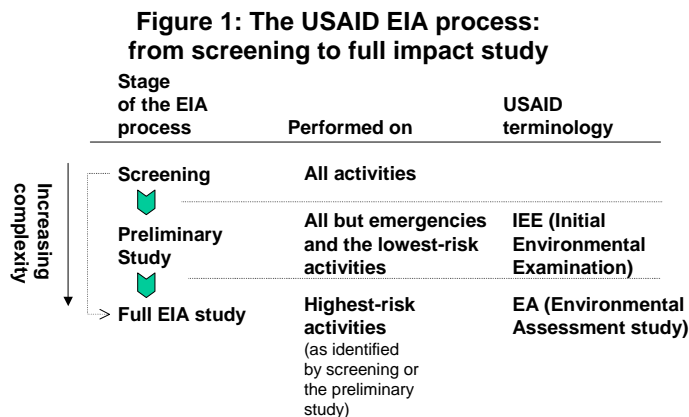 Figure 1: The USAID EIA process:
from screening to full impact study
Stage
of the EIA
process
Performed on
USAID
terminology
Increasing
complexity
Screening
All activities
Preliminary
Study
All but emergencies
and the lowest-risk
activities
IEE (Initial
Environmental
Examination)
Full EIA study
Highest-risk
activities
(as identified
by screening or
the preliminary
study)
EA (Environmental
Assessment study)